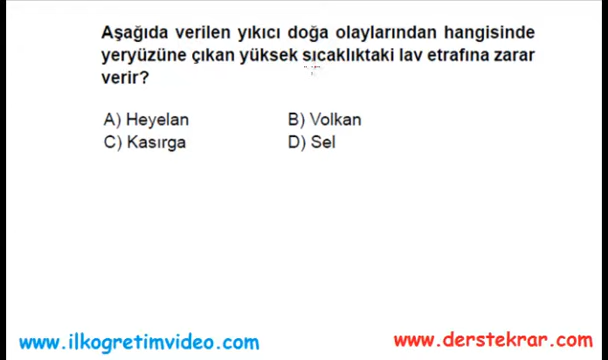 Aşağıda verilen yıkıcı doğa olaylarından hangisinde
yeryüzüne çıkan yüksek sıcaklıktaki lav etrafına zarar
verir?
A) Heyelan B) Volkan
C) Kasırga D) Sel
www.ilkogretimvideo.com www.derstekrar.com